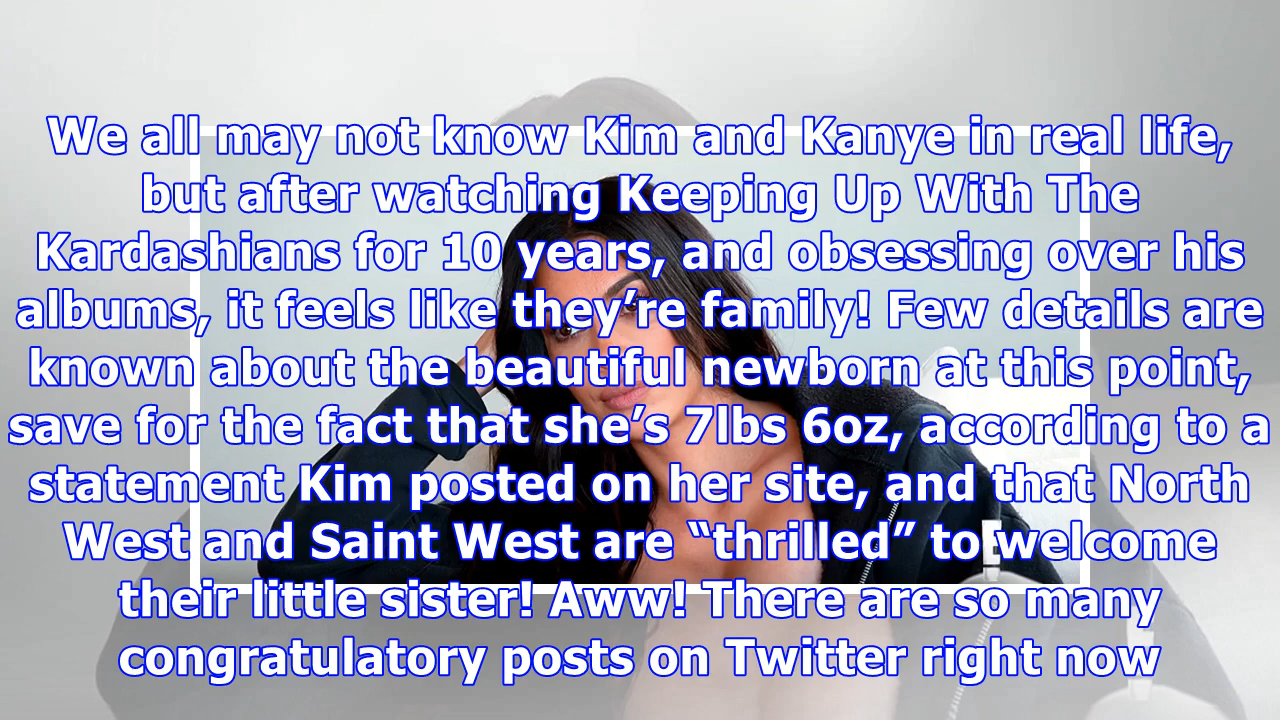 We all may not know Kim and Kanye in real life,
but after watching Keeping Up With The
Kardashians for 10 years, and obsessing over his
albums, it feels like they’re family! Few details are
known about the beautiful newborn at this point,
save for the fact that she’s 7lbs 6oz, according to a
statement Kim posted on her site, and that North
West and Saint West are “thrilled” to welcome
their little sister! Aww! There are so many
congratulatory posts on Twitter right now